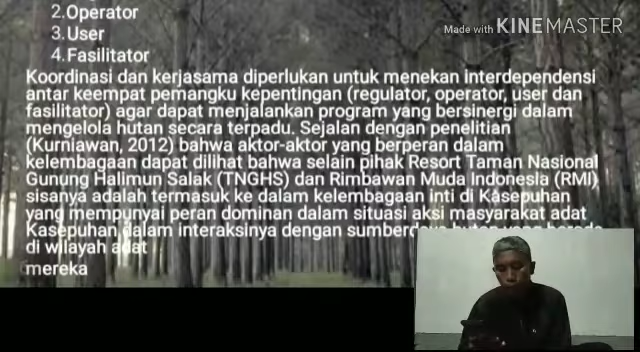 2.Operator
Made with KINEMASTER
3.User
4.Fasilitator
Koordinasi dan kerjasama diperlukan untuk menekan interdependensi
antar keempat pemangku kepentingan (regulator, operator, user dan
fasilitator) agar dapat menjalankan program yang bersinergi dalam
mengelola hutan secara terpadu. Sejalan dengan penelitian
(Kurniawan, 2012) bahwa aktor-aktor yang berperan dalam
kelembagaan dapat dilihat bahwa selain pihak Resort Taman Nasional
Gunung Halimun Salak (TNGHS) dan Rimbawan Muda Indonesia (RMI)
sisanya adalah termasuk ke dalam kelembagaan inti di Kasepuhan
yang mempunyai peran dominan dalam situasi aksi masyarakat adat
Kasepuhan dalam interaksinya dengan
di wilayah adat
mereka